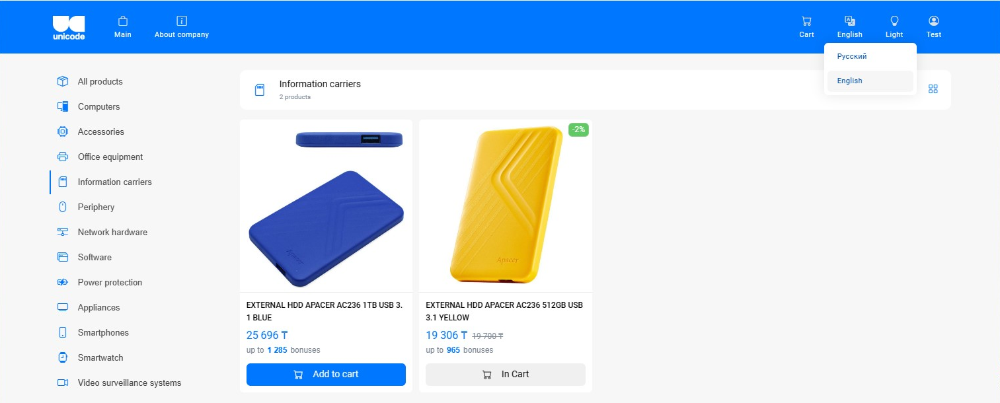 unicode
Main
About company
Cart
English
Light
Test
Русский
English
All products
Computers
Accessories
Office equipment
Information carriers
Periphery
Network hardware
Software
Power protection
Appliances
Smartphones
Smartwatch
Video surveillance systems
Information carriers
2 products
Apacer
EXTERNAL HDD APACER AC236 1TB USB 3.
1 BLUE
25 696 ₸
up to 1 285 bonuses
Add to cart
-2%
Apacer
EXTERNAL HDD APACER AC236 512GB USB
3.1 YELLOW
19 306 ₸ 19 700 ₸
up to 965 bonuses
In Cart